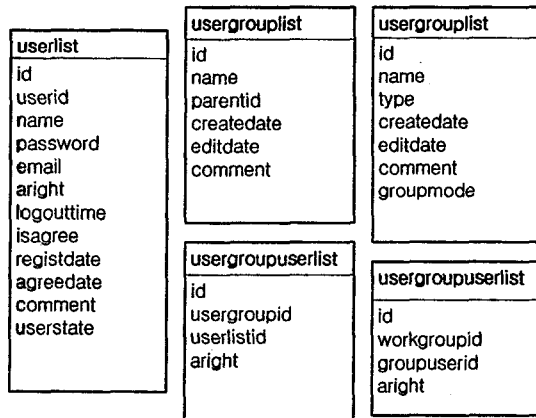 userlist
id
userid
name
password
email
aright
logouttime
isagree
registdate
agreedate
comment
userstate
usergrouplist
id
name
parentid
createdate
editdate
comment
usergrouplist
id
name
type
createdate
editdate
comment
groupmode
usergroupuserlist
id
usergroupid
userlistid
aright
usergroupuserlist
id
workgroupid
groupuserid
aright